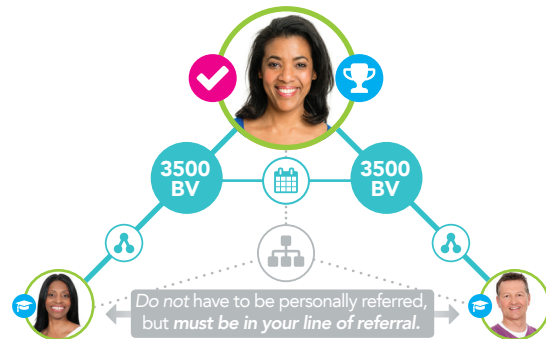 3500
BV
3500
BV
Do not have to be personally referred,
but must be in your line of referral.